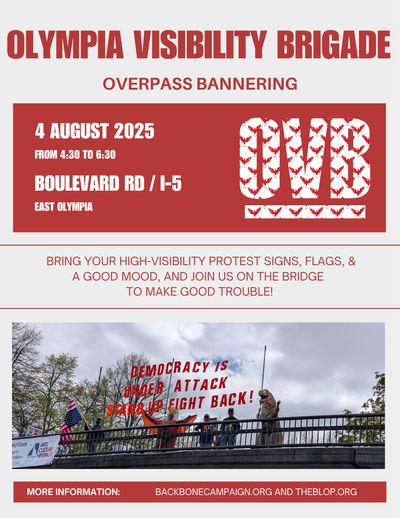 OLYMPIA VISIBILITY BRIGADE
OVERPASS BANNERING
4 AUGUST 2025
FROM 4:30 TO 6:30
BOULEVARD RD / I-5
EAST OLYMPIA
OVB
BRING YOUR HIGH-VISIBILITY PROTEST SIGNS, FLAGS, &
A GOOD MOOD, AND JOIN US ON THE BRIDGE
TO MAKE GOOD TROUBLE!
DEMOCRACY IS
UNDER ATTACK
STAND UP FIGHT BACK!
MORE INFORMATION: BACKBONECAMPAIGN.ORG AND THEBLOP.ORG